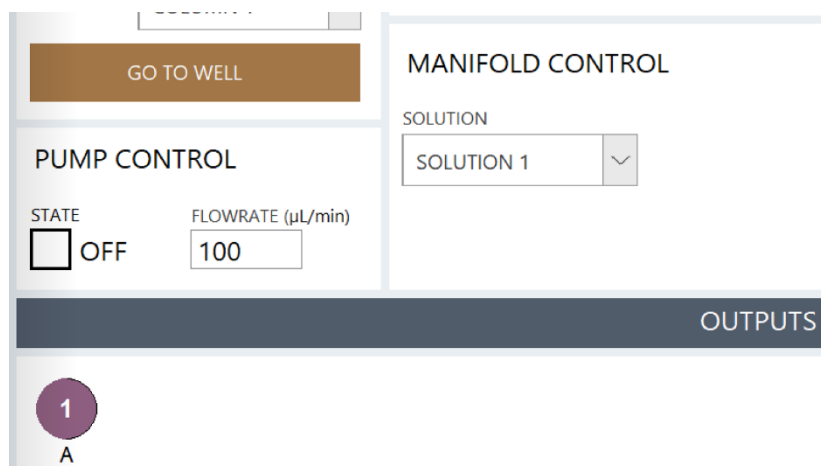 GO TO WELL
PUMP CONTROL
STATE
FLOWRATE (µL/min)
OFF
100
MANIFOLD CONTROL
SOLUTION
SOLUTION 1
OUTPUTS
1
A